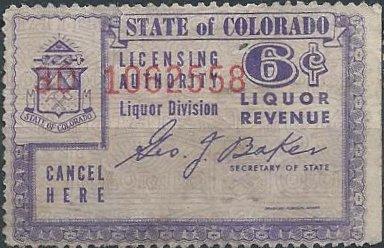 STATE of COLORADO
LICENSING
AUTHORITY
Liquor Division
6¢
LIQUOR
REVENUE
1062558
STATE OF COLORADO
Geo. J. Baker
SECRETARY OF STATE
CANCEL
HERE